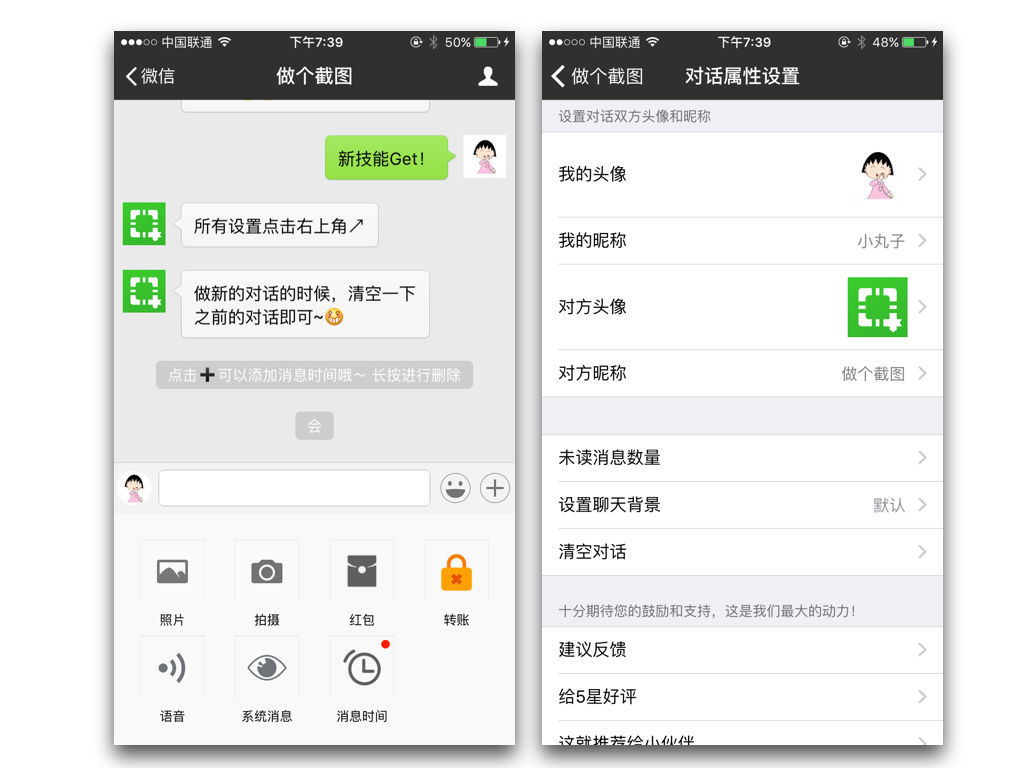 中国联通
下午7:39
50%
微信
做个截图
新技能Get!
所有设置点击右上角↗
做新的对话的时候，清空一下
之前的对话即可~😁
点击➕可以添加消息时间哦～ 长按进行删除
会
照片
拍摄
红包
转账
语音
系统消息
消息时间
中国联通
下午7:39
48%
做个截图
对话属性设置
设置对话双方头像和昵称
我的头像
我的昵称
小丸子
对方头像
对方昵称
做个截图
未读消息数量
设置聊天背景
默认
清空对话
十分期待您的鼓励和支持，这是我们最大的动力！
建议反馈
给5星好评
这就推荐给小伙伴